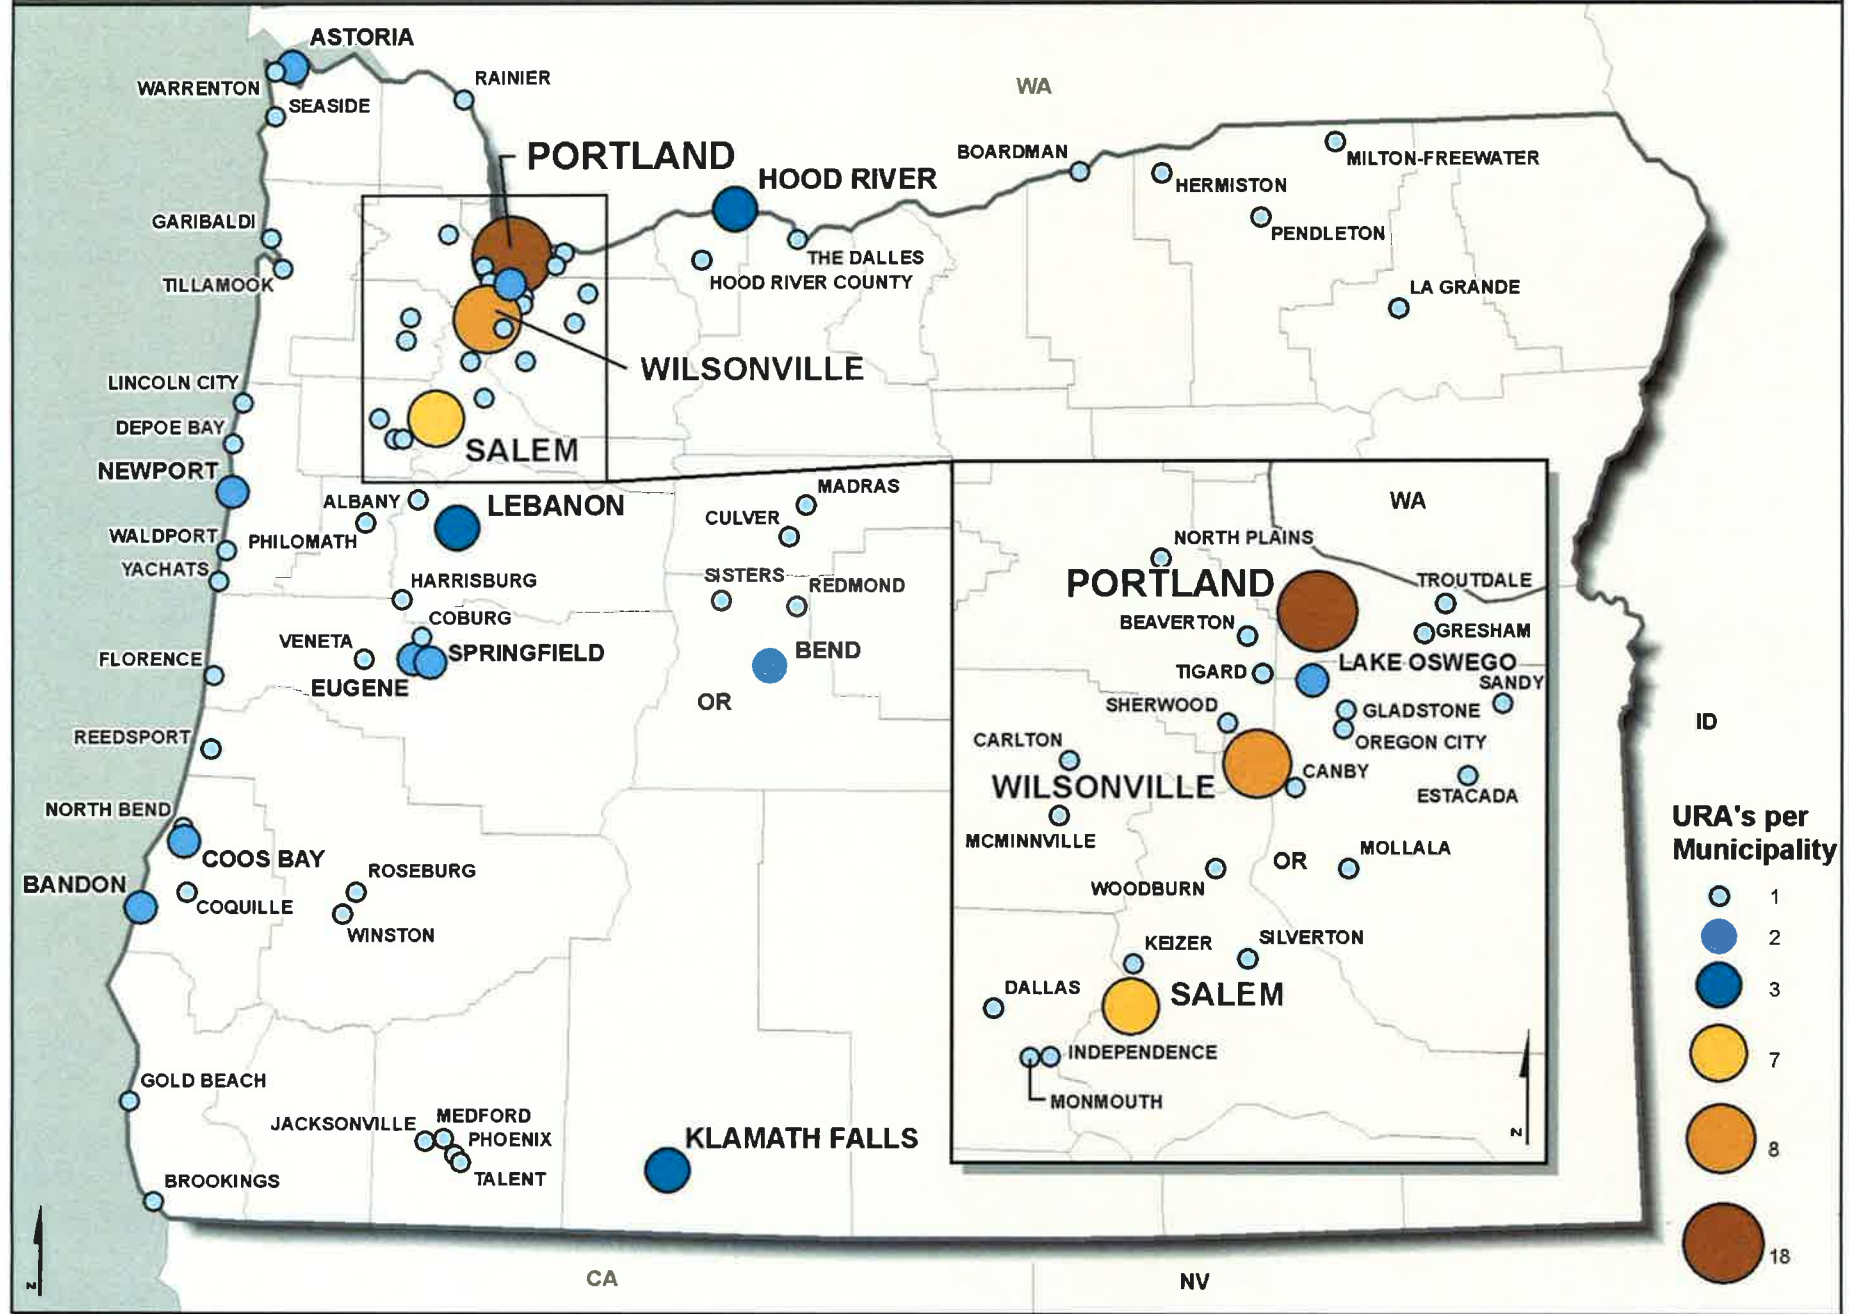 ASTORIA
WARRENTON
SEASIDE
RAINIER
WA
PORTLAND
HOOD RIVER
BOARDMAN
MILTON-FREEWATER
HERMISTON
PENDLETON
GARIBALDI
TILLAMOOK
THE DALLES
HOOD RIVER COUNTY
LA GRANDE
WILSONVILLE
LINCOLN CITY
DEPOE BAY
NEWPORT
SALEM
ALBANY
LEBANON
PHILOMATH
WALDPORT
YACHATS
MADRAS
CULVER
HARRISBURG
SISTERS
REDMOND
COBURG
VENETA
SPRINGFIELD
FLORENCE
EUGENE
BEND
OR
REEDSPORT
NORTH BEND
COOS BAY
BANDON
COQUILLE
ROSEBURG
WINSTON
GOLD BEACH
JACKSONVILLE
MEDFORD
PHOENIX
TALENT
KLAMATH FALLS
BROOKINGS
N
CA
NV
ID
WA
NORTH PLAINS
PORTLAND
TROUTDALE
BEAVERTON
GRESHAM
TIGARD
LAKE OSWEGO
SANDY
SHERWOOD
GLADSTONE
OREGON CITY
CARLTON
WILSONVILLE
CANBY
ESTACADA
MCMINNVILLE
OR
MOLLALA
WOODBURN
KEIZER
SILVERTON
DALLAS
SALEM
INDEPENDENCE
MONMOUTH
N
URA's per
Municipality
1
2
3
7
8
18